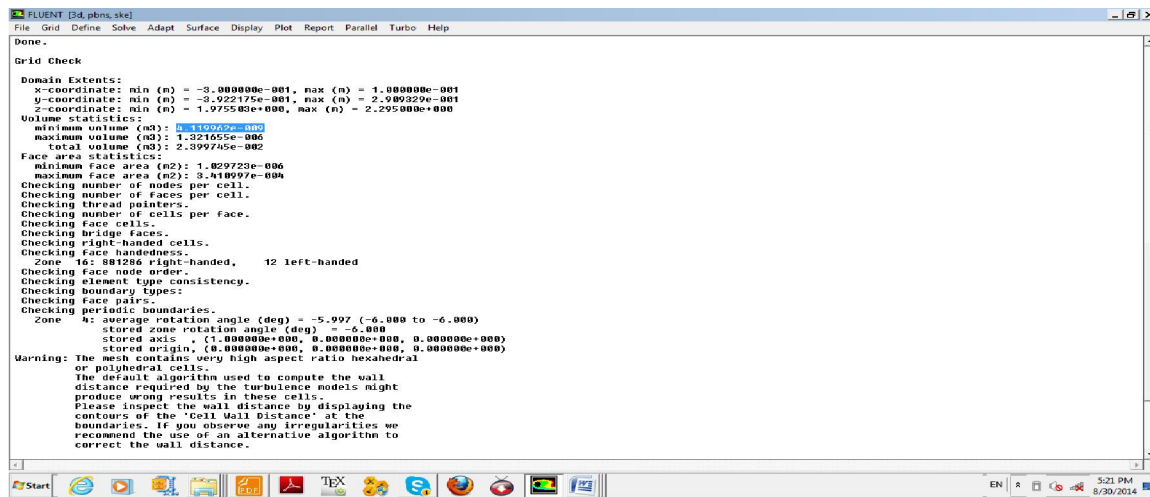 FLUENT [3d, pbns, ske]
File Grid Define Solve Adapt Surface Display Plot Report Parallel Turbo Help
Done.
Grid Check
Domain Extents:
x-coordinate: min (m) = -3.000000e-001, max (m) = 1.000000e-001
y-coordinate: min (m) = -3.922175e-001, max (m) = 2.909329e-001
z-coordinate: min (m) = 1.975503e+000, max (m) = 2.295000e+000
Volume statistics:
minimum volume (m3): 4.119962e-009
maximum volume (m3): 1.321655e-006
total volume (m3): 2.399745e-002
Face area statistics:
minimum face area (m2): 1.029723e-006
maximum face area (m2): 3.410997e-004
Checking number of nodes per cell.
Checking number of faces per cell.
Checking thread pointers.
Checking number of cells per face.
Checking face cells.
Checking bridge faces.
Checking right-handed cells.
Checking face handedness.
Zone 16: 881286 right-handed, 12 left-handed
Checking face node order.
Checking element type consistency.
Checking boundary types:
Checking face pairs.
Checking periodic boundaries.
Zone 4: average rotation angle (deg) = -5.997 (-6.000 to -6.000)
stored zone rotation angle (deg) = -6.000
stored axis , (1.000000e+000, 0.000000e+000, 0.000000e+000)
stored origin, (0.000000e+000, 0.000000e+000, 0.000000e+000)
Warning: The mesh contains very high aspect ratio hexahedral
or polyhedral cells.
The default algorithm used to compute the wall
distance required by the turbulence models might
produce wrong results in these cells.
Please inspect the wall distance by displaying the
contours of the 'Cell Wall Distance' at the
boundaries. If you observe any irregularities we
recommend the use of an alternative algorithm to
correct the wall distance.
Start
PDF
TEX
EN
5:21 PM
8/30/2014